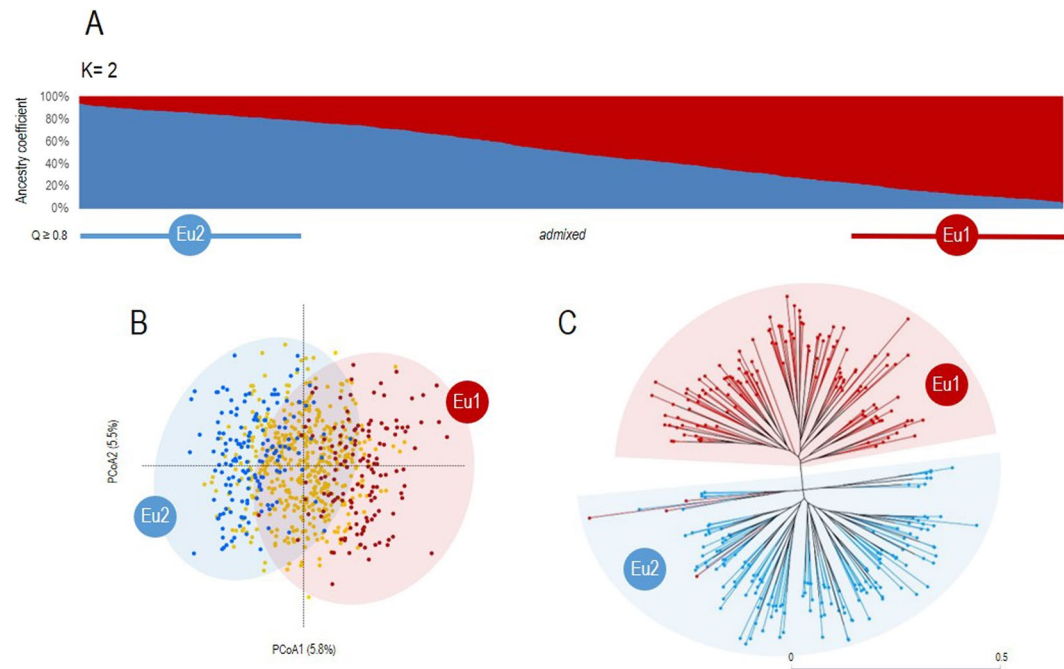 A
K= 2
Ancestry coefficient
100%
80%
60%
40%
20%
0%
Q ≥ 0.8
Eu2
admixed
Eu1
B
PCoA2 (5.5%)
Eu1
Eu2
PCoA1 (5.8%)
C
Eu1
Eu2
0
0.5